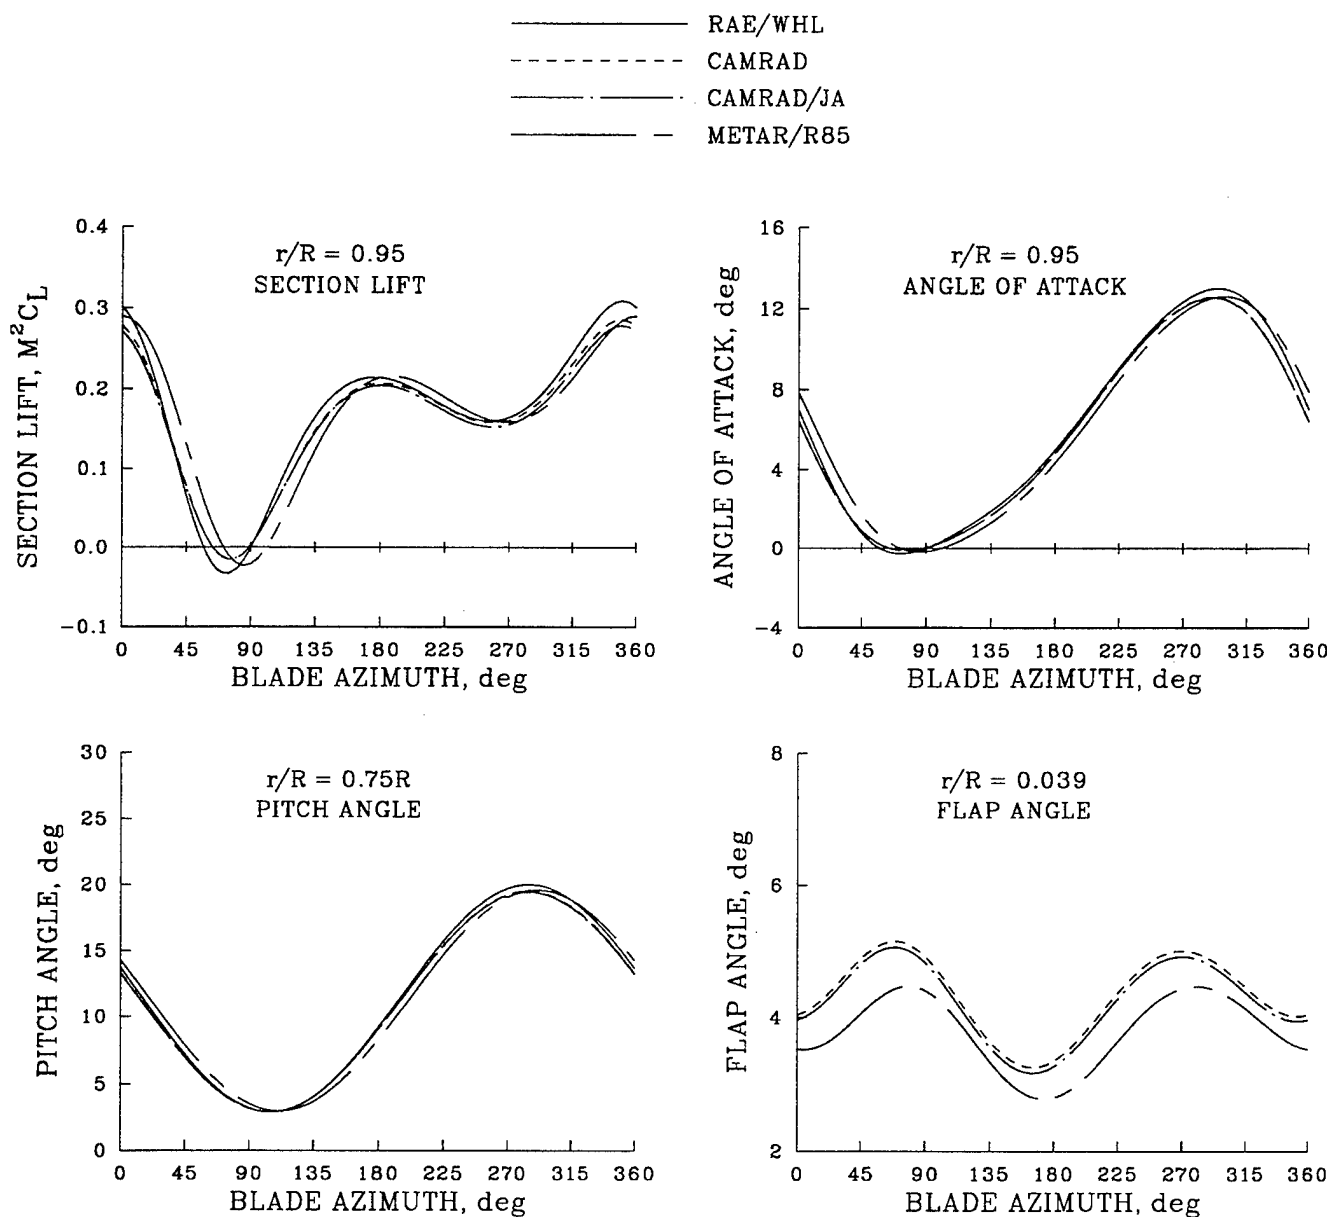 RAE/WHL
CAMRAD
CAMRAD/JA
METAR/R85
0.4
0.3
0.2
0.1
0.0
−0.1
SECTION LIFT, M²C_L
r/R = 0.95
SECTION LIFT
0 45 90 135 180 225 270 315 360
BLADE AZIMUTH, deg
16
12
8
4
0
−4
ANGLE OF ATTACK, deg
r/R = 0.95
ANGLE OF ATTACK
0 45 90 135 180 225 270 315 360
BLADE AZIMUTH, deg
30
25
20
15
10
5
0
PITCH ANGLE, deg
r/R = 0.75R
PITCH ANGLE
0 45 90 135 180 225 270 315 360
BLADE AZIMUTH, deg
8
6
4
2
FLAP ANGLE, deg
r/R = 0.039
FLAP ANGLE
0 45 90 135 180 225 270 315 360
BLADE AZIMUTH, deg